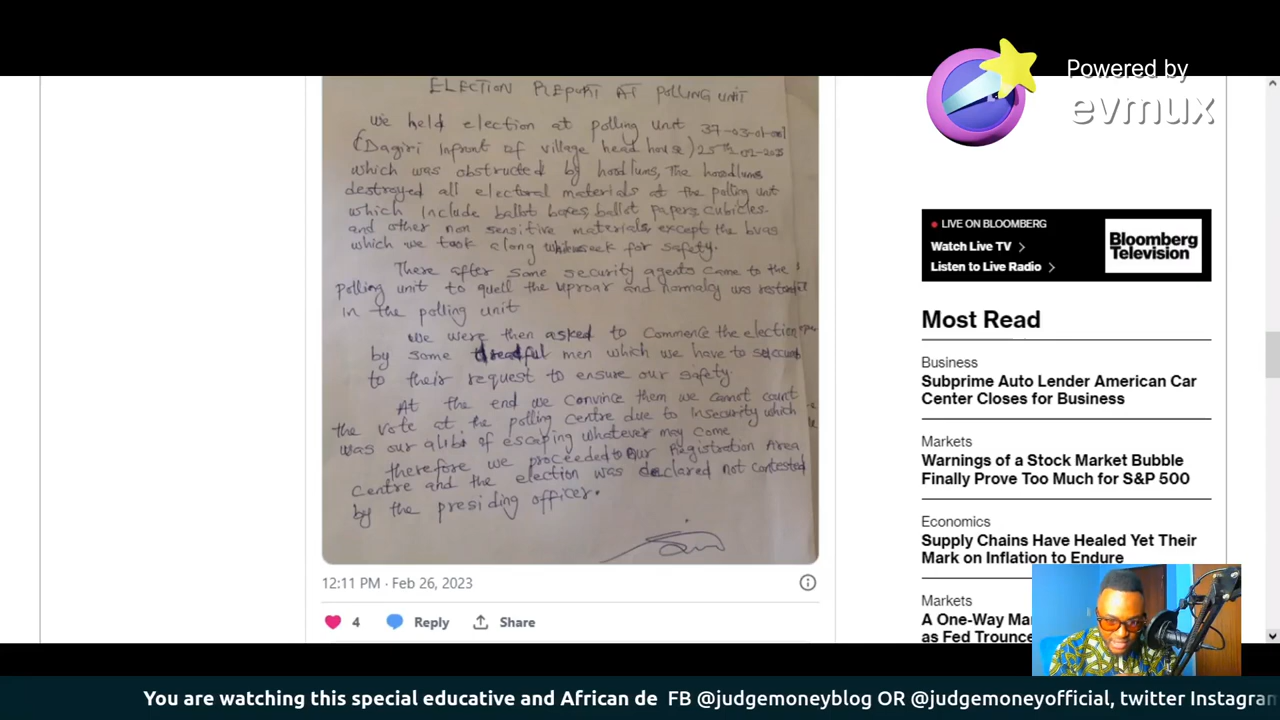 Powered by
evmux
ELECTION REPORT AT POLLING UNIT
We held election at polling unit 37-03-01-001
(Dagiri Infront of village head house) 25TH 02-2023
which was obstructed by hoodlums, The hoodlums
destroyed all electoral materials at the polling unit
which Include ballot boxes, ballot papers, cubicles.
and other non sensitive materials except the bvas
which we took along seek for safety.
There after some security agents came to the
polling unit to quell the uproar and normalcy was restored
in the polling unit
We were then asked to commence the election
by some men which we have to
to their request to ensure our safety.
At the end we convince them we cannot count
the vote at the polling centre due to insecurity which
was our alibi of escaping whatever may come
therefore we proceeded to our Registration Area
Centre and the election was declared not contested
by the presiding officer.
12:11 PM · Feb 26, 2023
4 Reply Share
LIVE ON BLOOMBERG
Watch Live TV
Listen to Live Radio
Bloomberg
Television
Most Read
Business
Subprime Auto Lender American Car
Center Closes for Business
Markets
Warnings of a Stock Market Bubble
Finally Prove Too Much for S&P 500
Economics
Supply Chains Have Healed Yet Their
Mark on Inflation to Endure
Markets
A One-Way
as Fed
You are watching this special educative and African de FB @judgemoneyblog OR @judgemoneyofficial, twitter Instagram